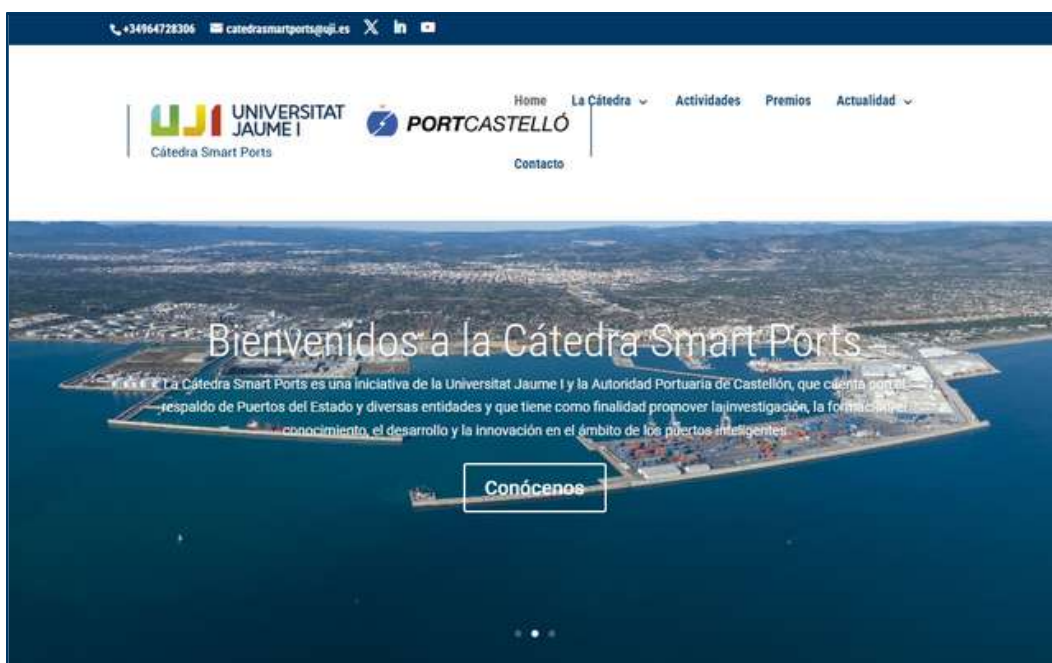 +34964728306 catedrasmartports@uji.es
UJI UNIVERSITAT
JAUME I
Cátedra Smart Ports
PORTCASTELLÓ
Home La Cátedra Actividades Premios Actualidad
Contacto
Bienvenidos a la Cátedra Smart Ports
La Cátedra Smart Ports es una iniciativa de la Universitat Jaume I y la Autoridad Portuaria de Castellón, que cuenta con el
respaldo de Puertos del Estado y diversas entidades y que tiene como finalidad promover la investigación, la formación, el
conocimiento, el desarrollo y la innovación en el ámbito de los puertos inteligentes.
Conócenos